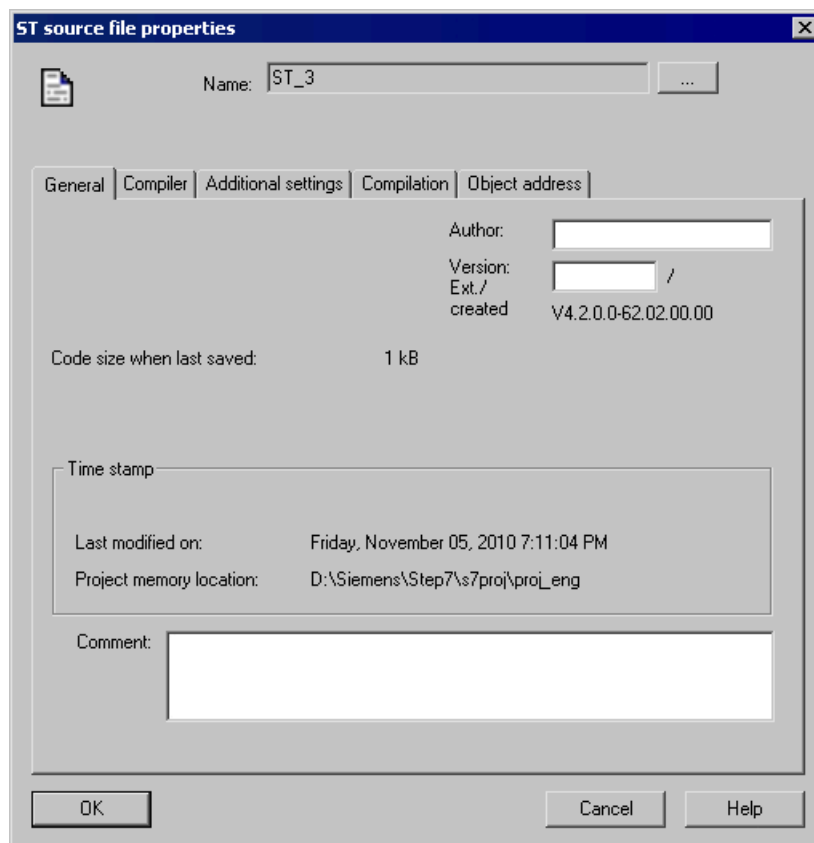 ST source file properties
Name: ST_3 ...
General Compiler Additional settings Compilation Object address
Author:
Version: /
Ext./
created V4.2.0.0-62.02.00.00
Code size when last saved: 1 kB
Time stamp
Last modified on: Friday, November 05, 2010 7:11:04 PM
Project memory location: D:\Siemens\Step7\s7proj\proj_eng
Comment:
OK Cancel Help